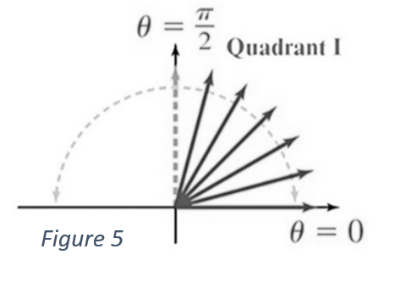 θ = π/2
Quadrant I
Figure 5
θ = 0